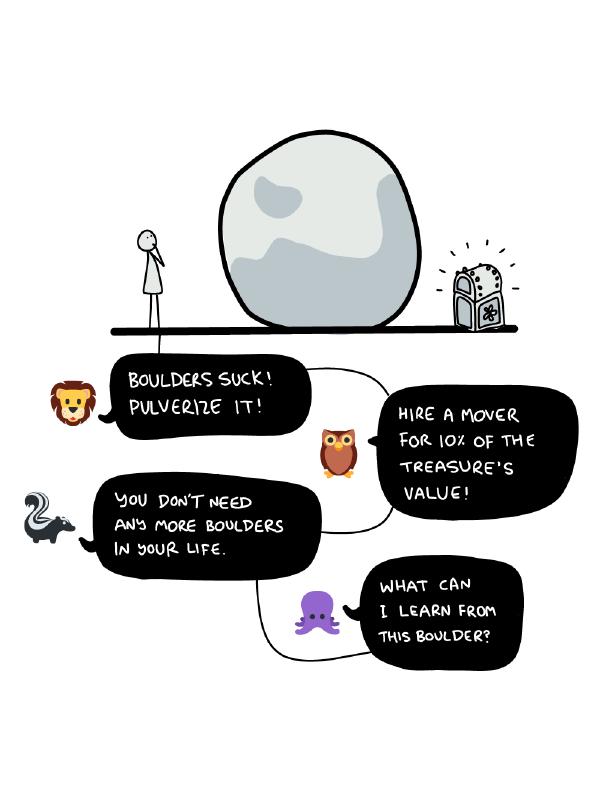 BOULDERS SUCK!
PULVERIZE IT!
HIRE A MOVER
FOR 10% OF THE
TREASURE'S
VALUE!
YOU DON'T NEED
ANY MORE BOULDERS
IN YOUR LIFE.
WHAT CAN
I LEARN FROM
THIS BOULDER?